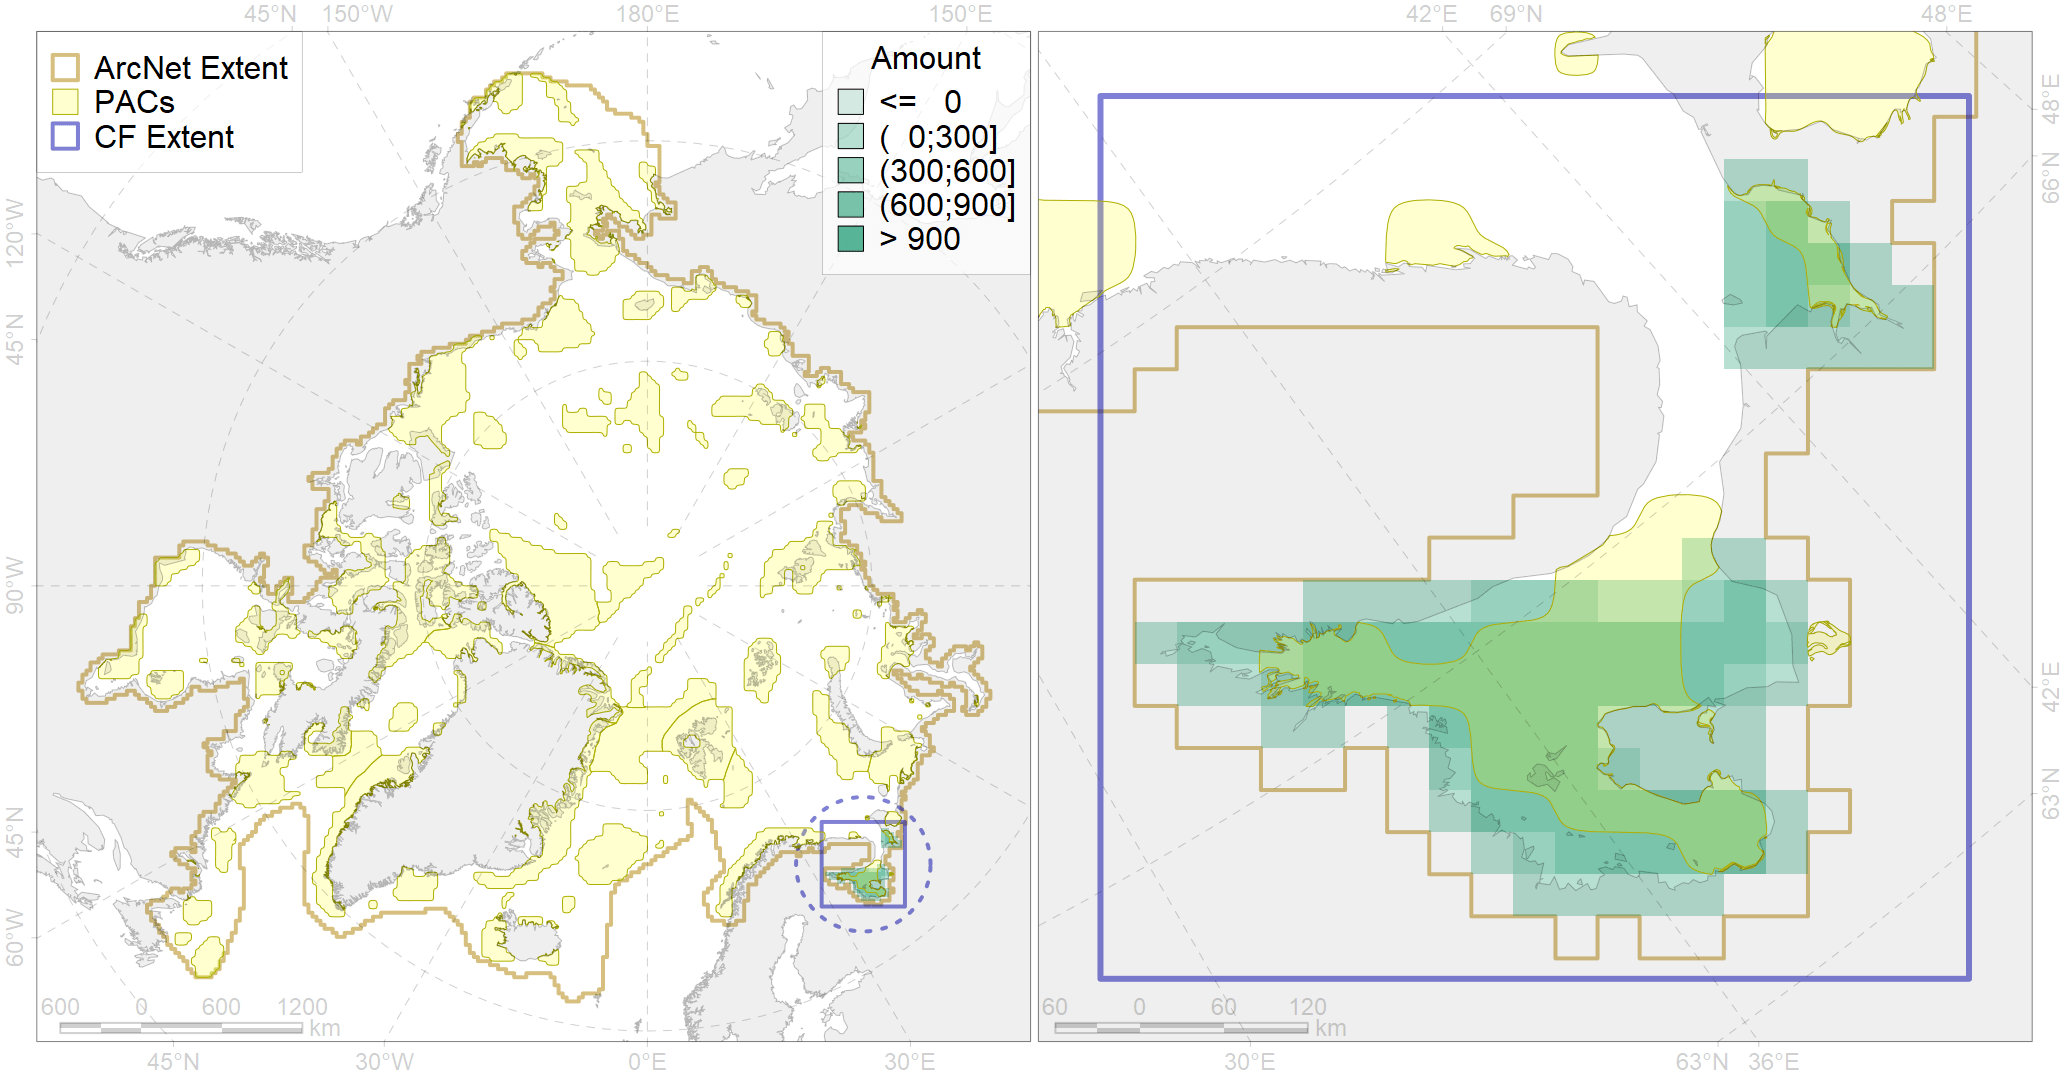 45°N 150°W 180°E 150°E 42°E 69°N 48°E
ArcNet Extent
PACs
CF Extent
Amount
<= 0
( 0;300]
(300;600]
(600;900]
> 900
120°W
45°N
90°W
45°N
60°W
48°E
66°N
42°E
63°N
600 0 600 1200
km
60 0 60 120
km
45°N 30°W 0°E 30°E 30°E 63°N 36°E